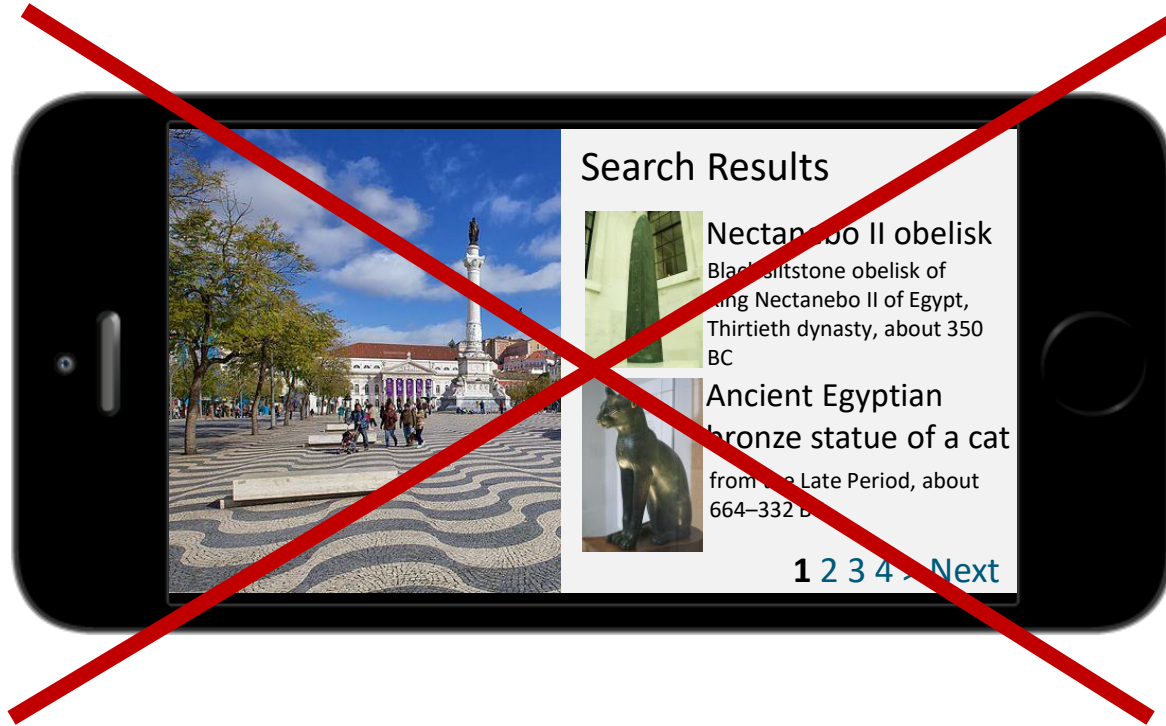 Search Results
Nectanebo II obelisk
Black siltstone obelisk of
King Nectanebo II of Egypt,
Thirtieth dynasty, about 350
BC
Ancient Egyptian
bronze statue of a cat
from the Late Period, about
664–332 B
1 2 3 4 > Next